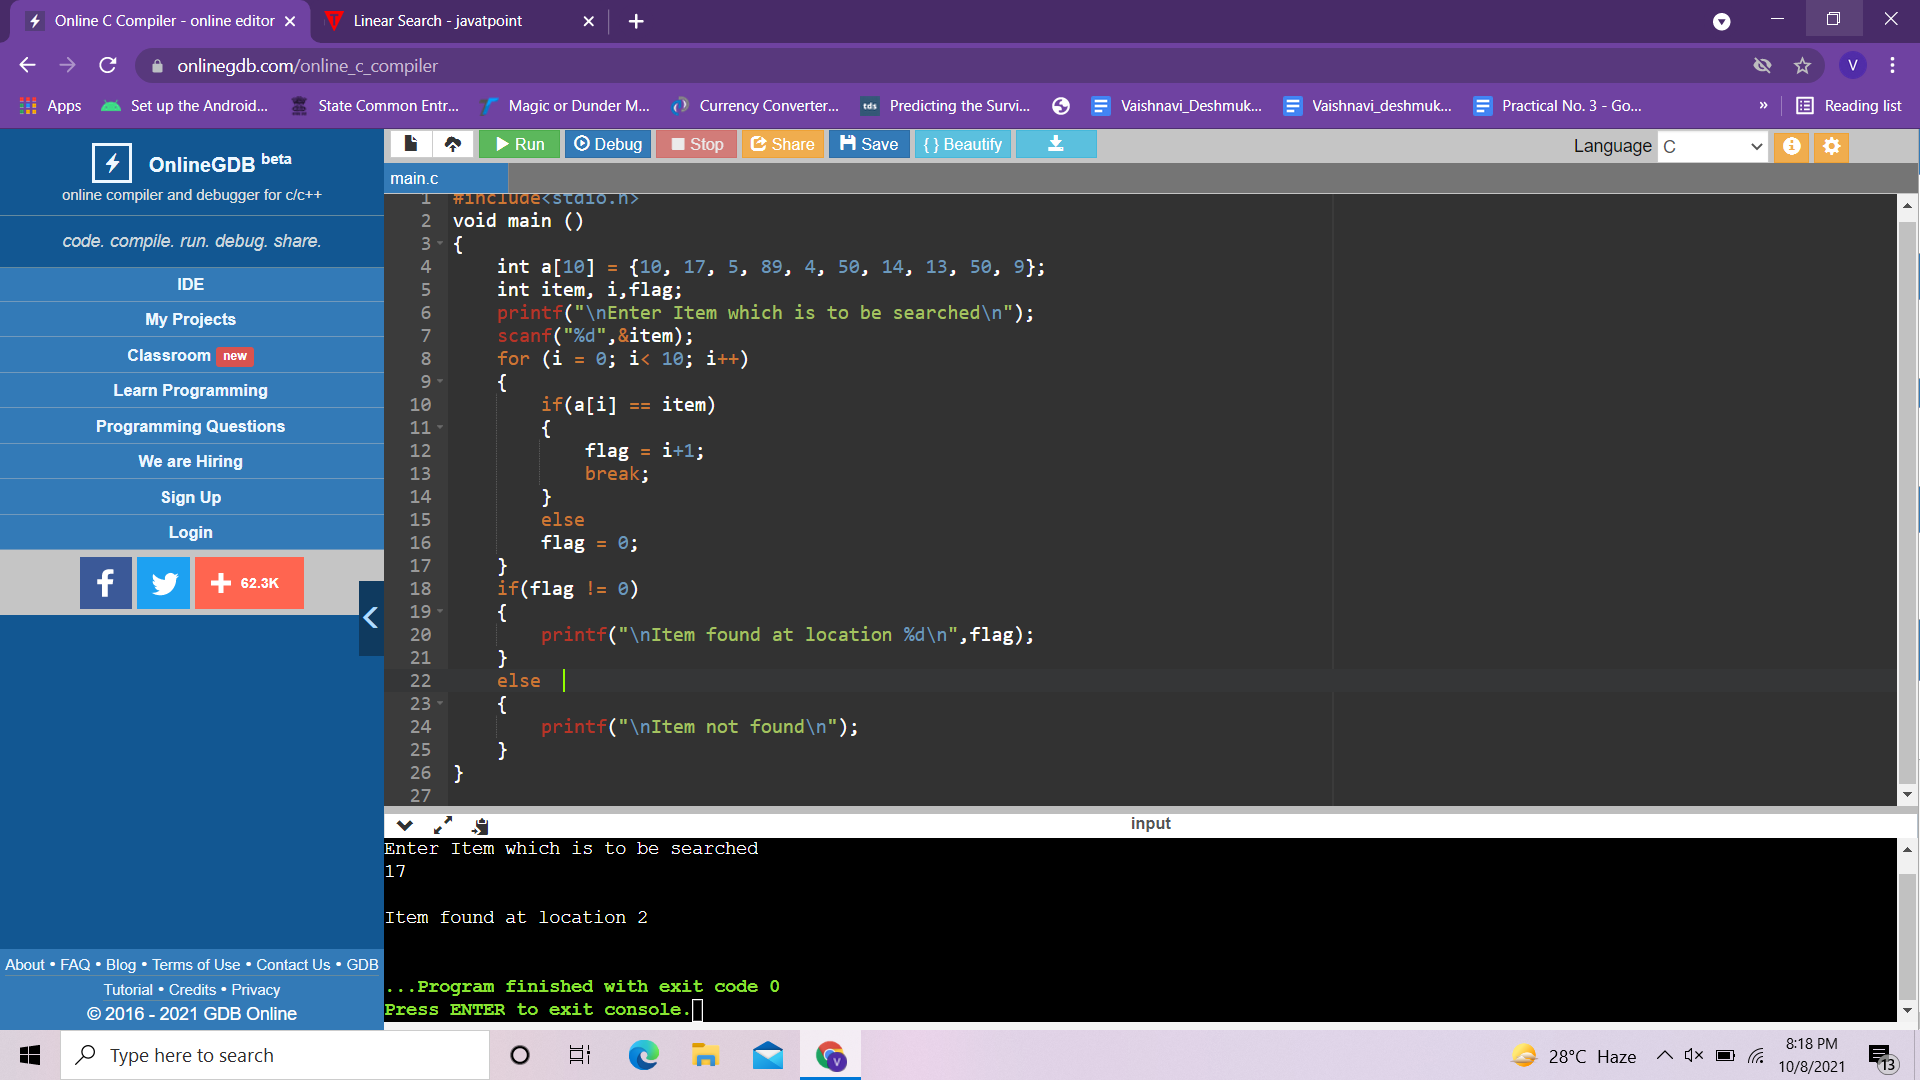 Online C Compiler - online editor
Linear Search - javatpoint
onlinegdb.com/online_c_compiler
V
Apps
Set up the Android...
State Common Entr...
Magic or Dunder M...
Currency Converter...
tds
Predicting the Survi...
Vaishnavi_Deshmuk...
Vaishnavi_deshmuk...
Practical No. 3 - Go...
»
Reading list
OnlineGDB beta
online compiler and debugger for c/c++
code. compile. run. debug. share.
IDE
My Projects
Classroom new
Learn Programming
Programming Questions
We are Hiring
Sign Up
Login
62.3K
About • FAQ • Blog • Terms of Use • Contact Us • GDB
Tutorial • Credits • Privacy
© 2016 - 2021 GDB Online
Run
Debug
Stop
Share
Save
{ } Beautify
Language
C
main.c
1 #include<stdio.h>
2 void main ()
3 {
4 int a[10] = {10, 17, 5, 89, 4, 50, 14, 13, 50, 9};
5 int item, i,flag;
6 printf("\nEnter Item which is to be searched\n");
7 scanf("%d",&item);
8 for (i = 0; i< 10; i++)
9 {
10 if(a[i] == item)
11 {
12 flag = i+1;
13 break;
14 }
15 else
16 flag = 0;
17 }
18 if(flag != 0)
19 {
20 printf("\nItem found at location %d\n",flag);
21 }
22 else
23 {
24 printf("\nItem not found\n");
25 }
26 }
27
input
Enter Item which is to be searched
17
Item found at location 2
...Program finished with exit code 0
Press ENTER to exit console.
Type here to search
V
28°C Haze
8:18 PM
10/8/2021
13